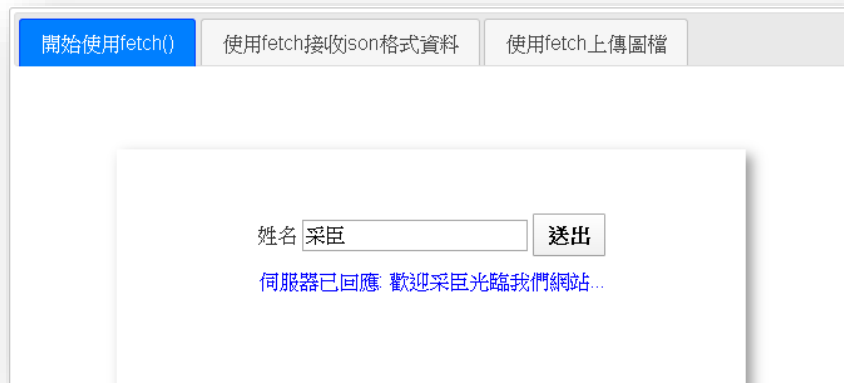 開始使用fetch() 使用fetch接收json格式資料 使用fetch上傳圖檔
姓名 采臣 送出
伺服器已回應: 歡迎采臣光臨我們網站...